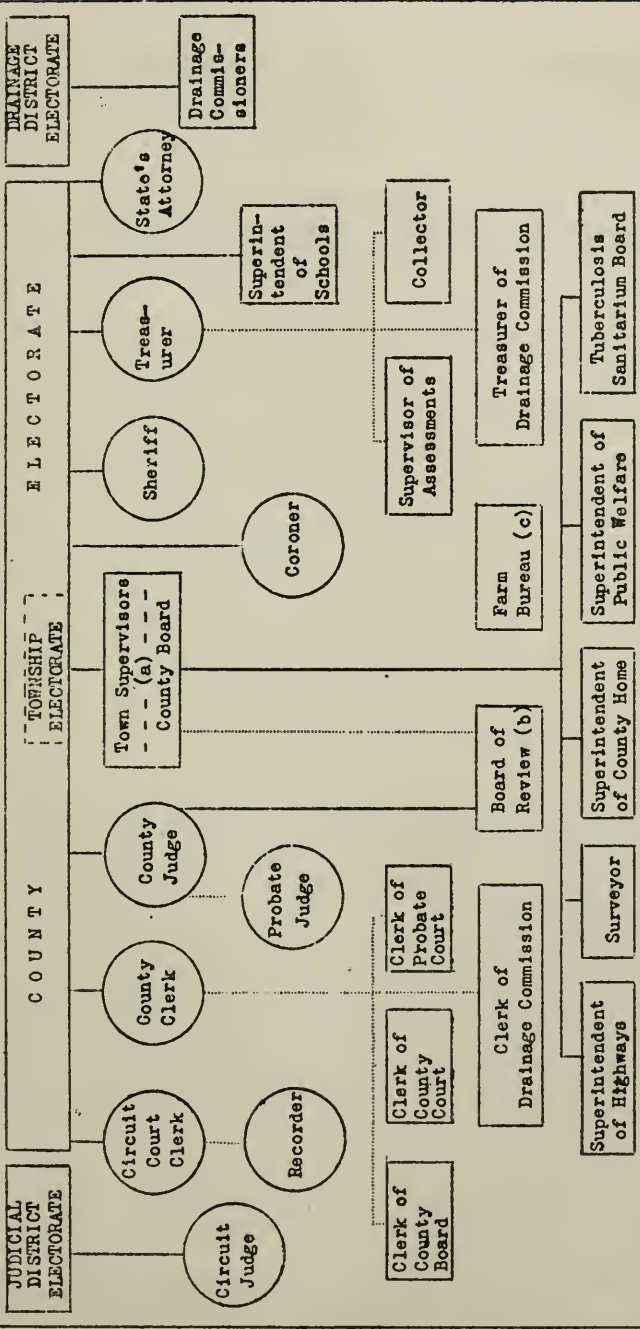 JUDICIAL
DISTRICT
ELECTORATE
COUNTY ELECTORATE
TOWNSHIP
ELECTORATE
DRAINAGE
DISTRICT
ELECTORATE
Circuit
Judge
Circuit
Court
Clerk
County
Clerk
County
Judge
Town Supervisors
- - - (a) - - -
County Board
Sheriff
Treas-
urer
State's
Attorney
Drainage
Commis-
sioners
Recorder
Probate
Judge
Coroner
Superin-
tendent
of
Schools
Clerk of
County
Board
Clerk of
County
Court
Clerk of
Probate
Court
Supervisor of
Assessments
Collector
Clerk of
Drainage Commission
Board of
Review (b)
Farm
Bureau (c)
Treasurer of
Drainage Commission
Superintendent
of Highways
Surveyor
Superintendent
of County Home
Superintendent of
Public Welfare
Tuberculosis
Sanitarium Board